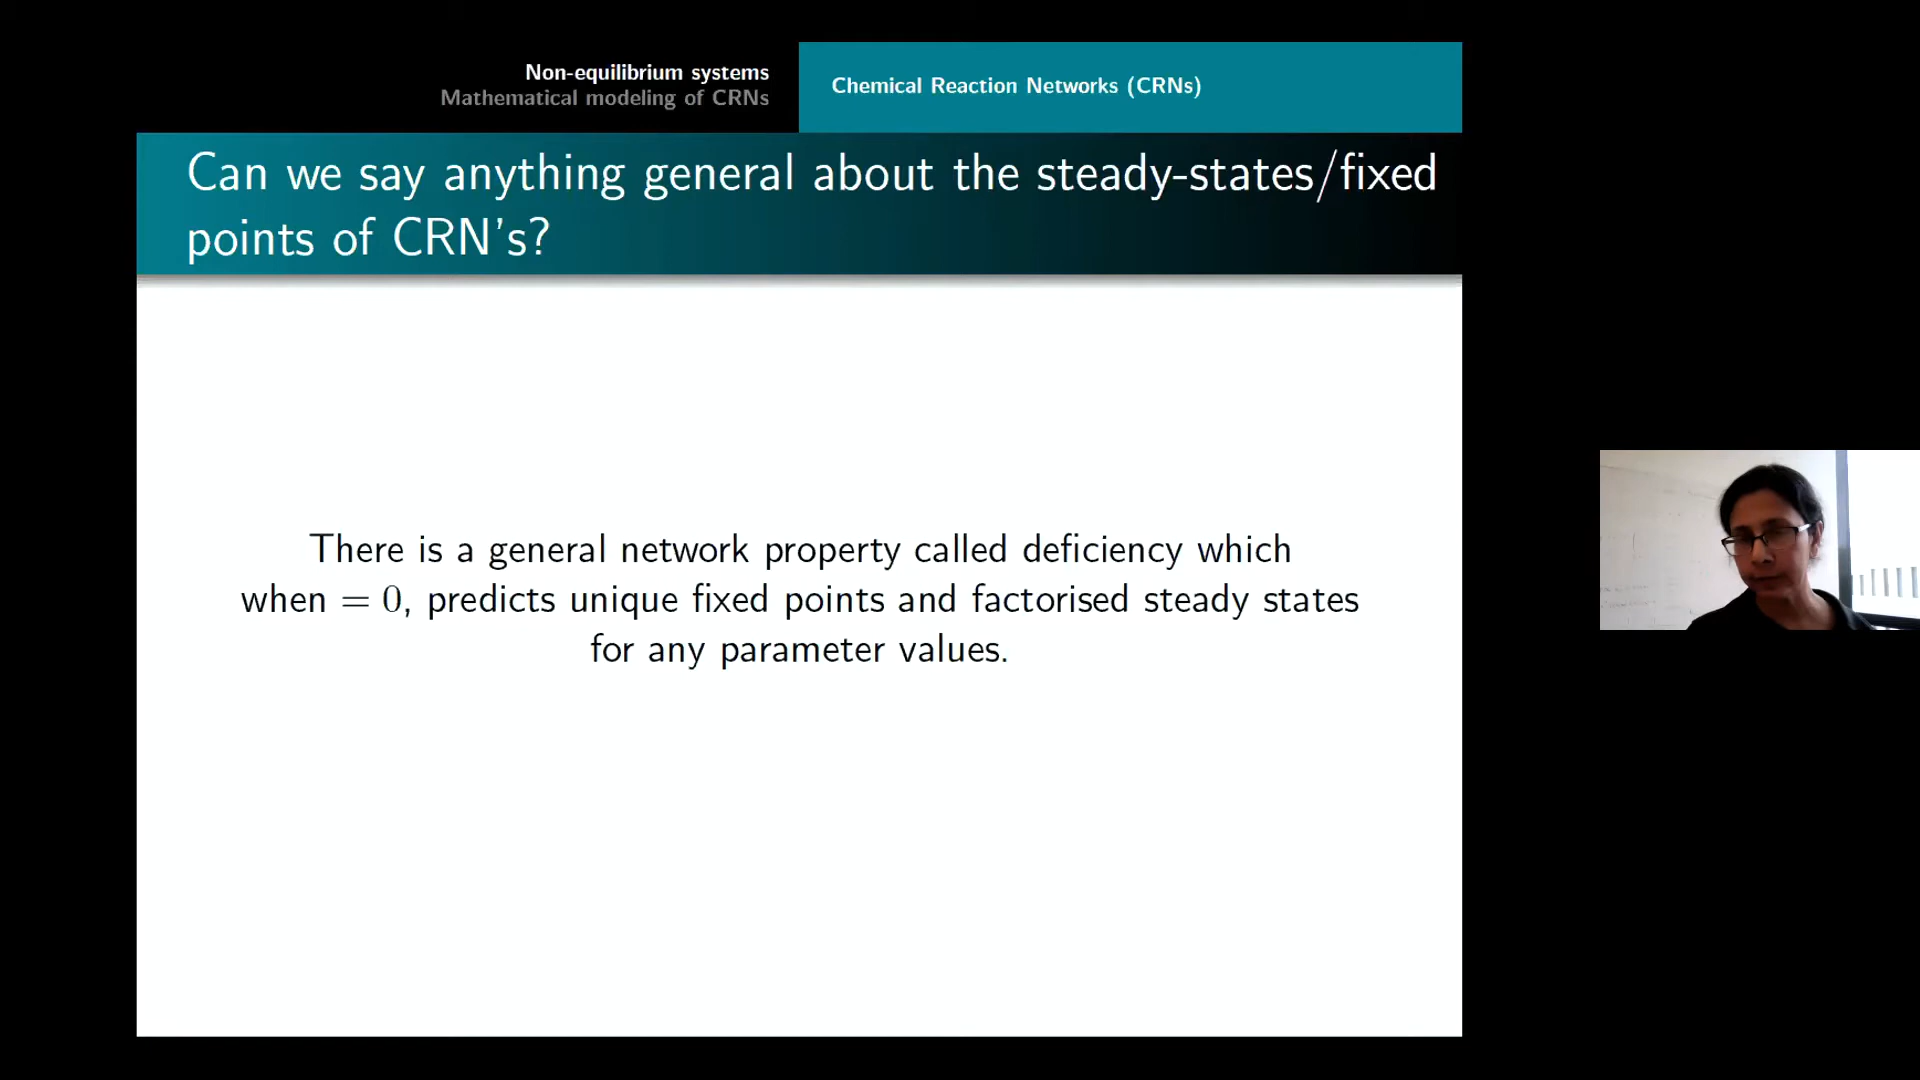 Non-equilibrium systems
Mathematical modeling of CRNs
Chemical Reaction Networks (CRNs)
Can we say anything general about the steady-states/fixed
points of CRN's?
There is a general network property called deficiency which
when = 0, predicts unique fixed points and factorised steady states
for any parameter values.